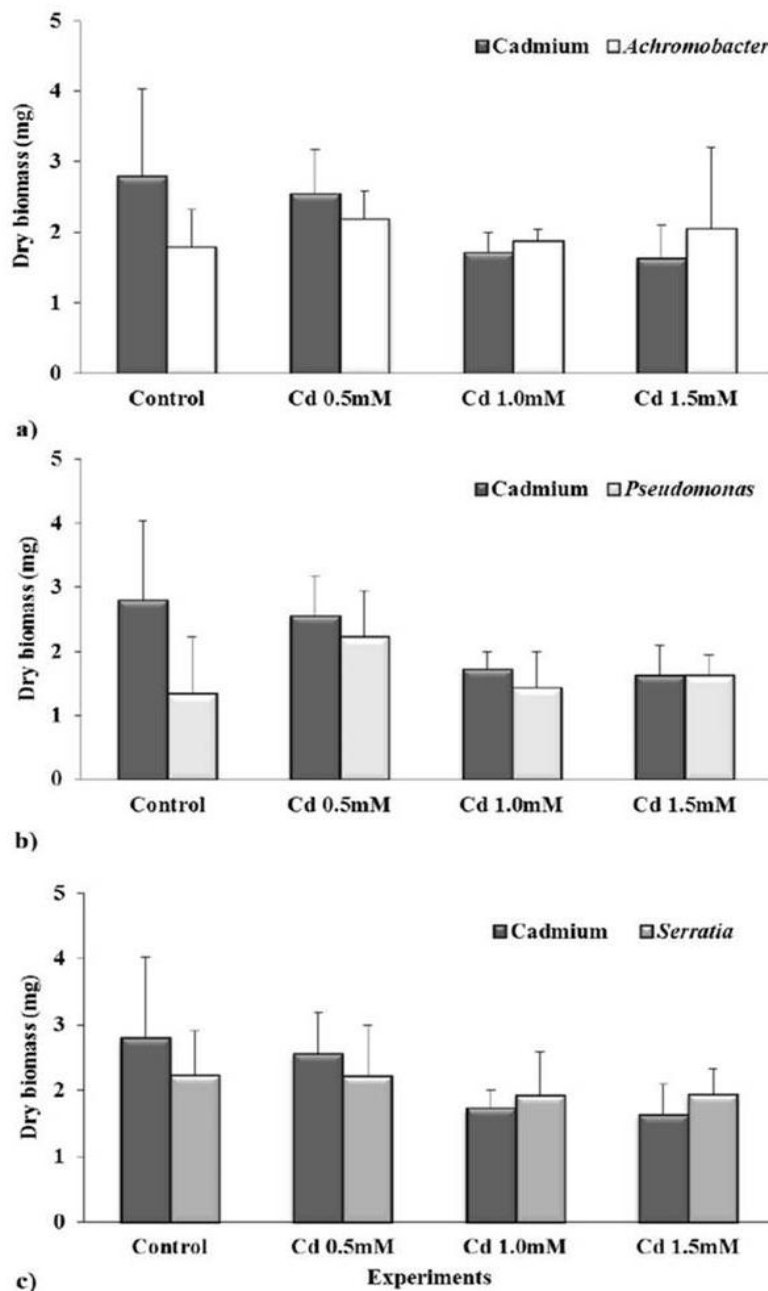 5
Cadmium Achromobacter
4
3
2
1
0
Dry biomass (mg)
Control Cd 0.5mM Cd 1.0mM Cd 1.5mM
a)
5
Cadmium Pseudomonas
4
3
2
1
0
Dry biomass (mg)
Control Cd 0.5mM Cd 1.0mM Cd 1.5mM
b)
5
Cadmium Serratia
4
3
2
1
0
Dry biomass (mg)
Control Cd 0.5mM Cd 1.0mM Cd 1.5mM
c)
Experiments